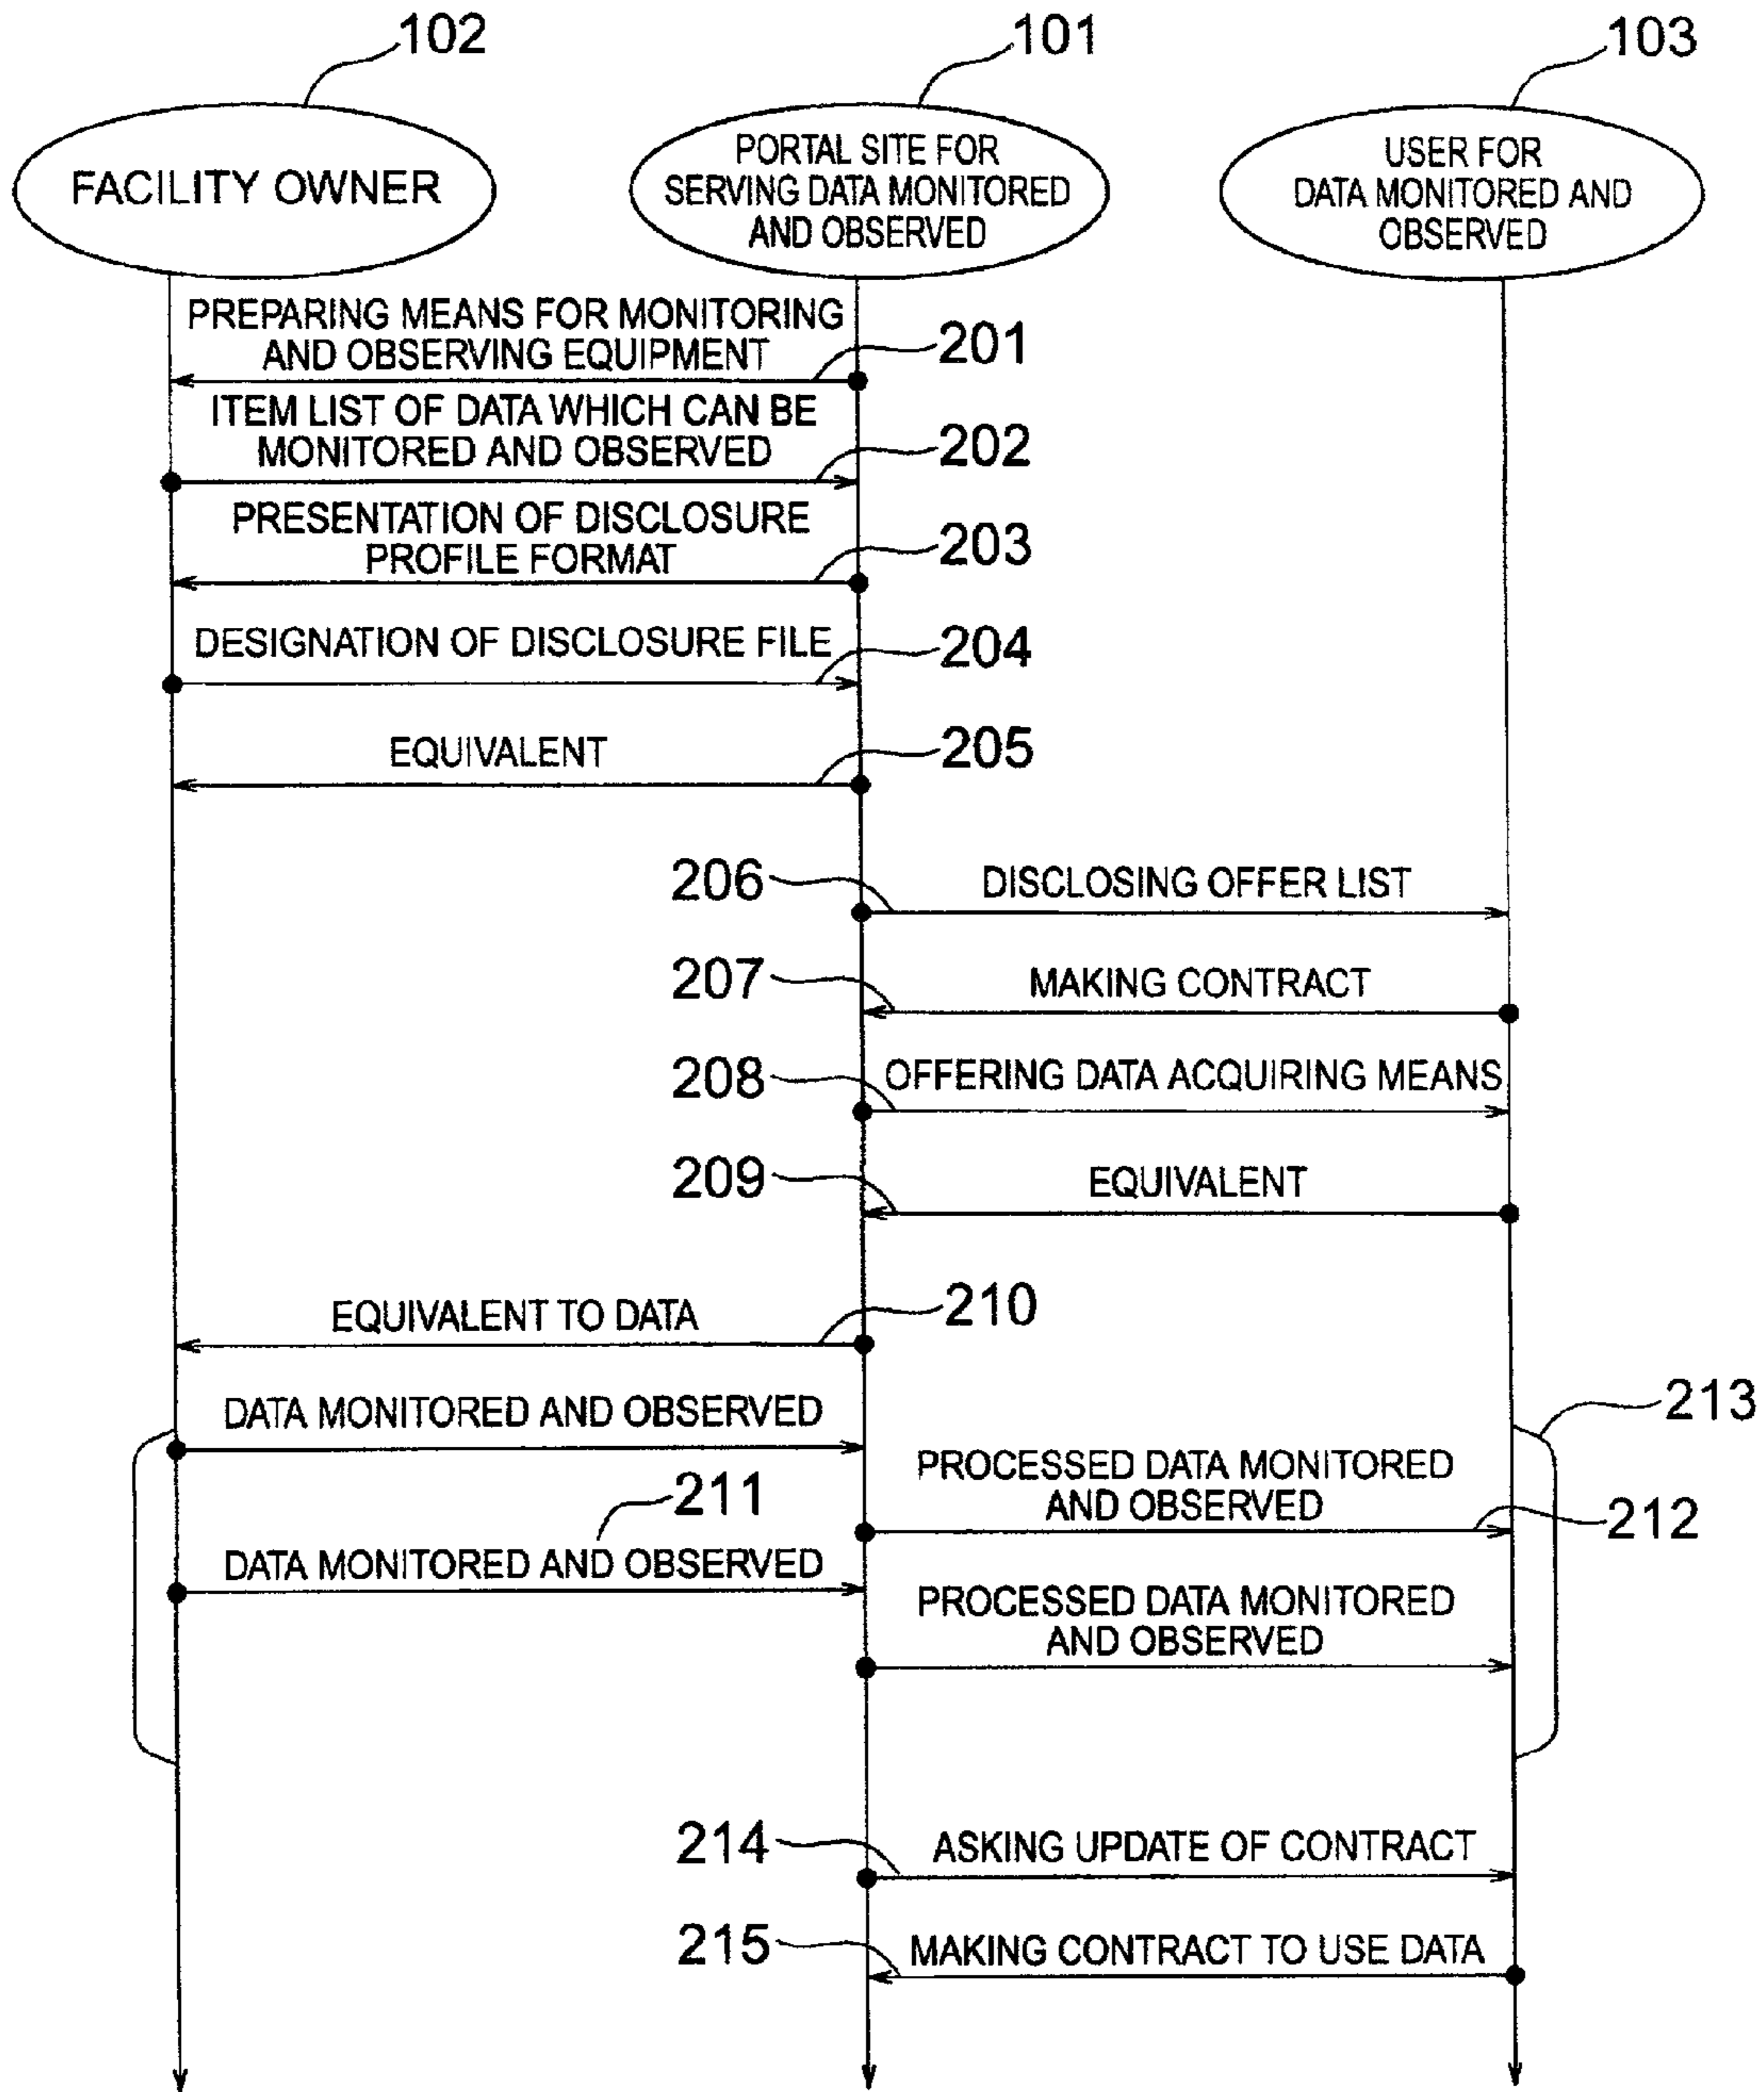 102
101
103
FACILITY OWNER
PORTAL SITE FOR
SERVING DATA MONITORED
AND OBSERVED
USER FOR
DATA MONITORED AND
OBSERVED
PREPARING MEANS FOR MONITORING
AND OBSERVING EQUIPMENT
201
ITEM LIST OF DATA WHICH CAN BE
MONITORED AND OBSERVED
202
PRESENTATION OF DISCLOSURE
PROFILE FORMAT
203
DESIGNATION OF DISCLOSURE FILE
204
EQUIVALENT
205
206
DISCLOSING OFFER LIST
207
MAKING CONTRACT
208
OFFERING DATA ACQUIRING MEANS
209
EQUIVALENT
EQUIVALENT TO DATA
210
DATA MONITORED AND OBSERVED
213
PROCESSED DATA MONITORED
AND OBSERVED
212
211
DATA MONITORED AND OBSERVED
PROCESSED DATA MONITORED
AND OBSERVED
214
ASKING UPDATE OF CONTRACT
215
MAKING CONTRACT TO USE DATA